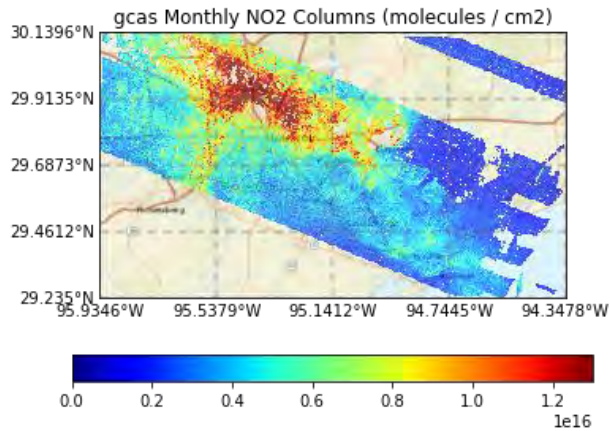 gcas Monthly NO2 Columns (molecules / cm2)
30.1396°N
29.9135°N
29.6873°N
29.4612°N
29.235°N
95.9346°W 95.5379°W 95.1412°W 94.7445°W 94.3478°W
0.0 0.2 0.4 0.6 0.8 1.0 1.2
1e16